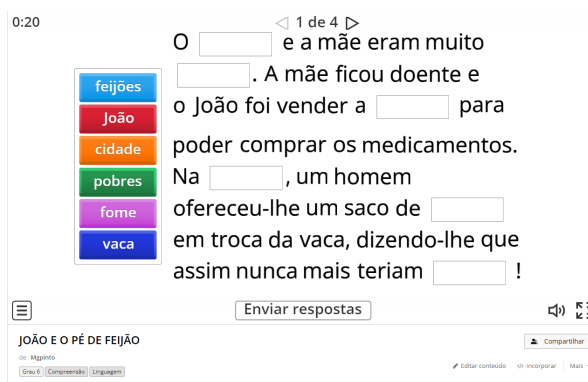 0:20
1 de 4
O e a mãe eram muito
. A mãe ficou doente e
o João foi vender a para
poder comprar os medicamentos.
Na , um homem
ofereceu-lhe um saco de
em troca da vaca, dizendo-lhe que
assim nunca mais teriam !
feijões
João
cidade
pobres
fome
vaca
Enviar respostas
JOÃO E O PÉ DE FEIJÃO
Compartilhar
de Mgpinto
Grau 6 Compreensão Linguagem
Editar conteúdo Incorporar Mais